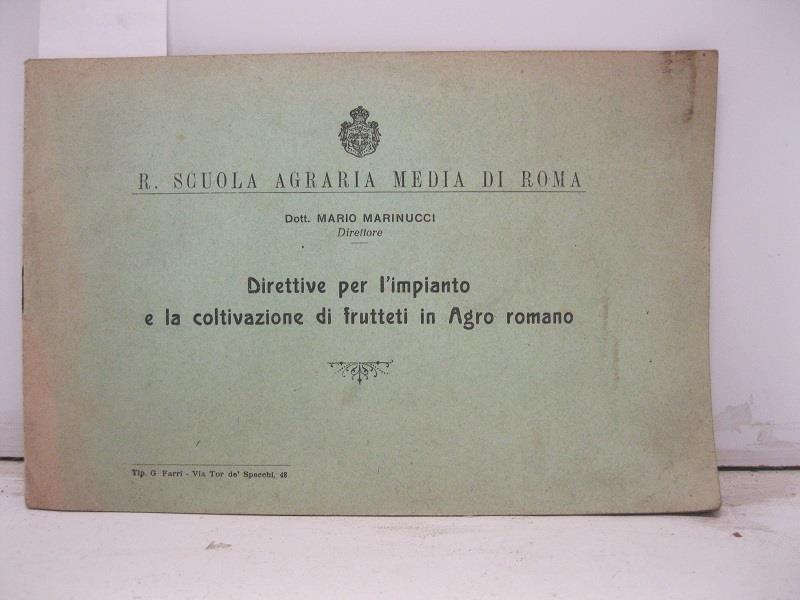 R. SCUOLA AGRARIA MEDIA DI ROMA
Dott. MARIO MARINUCCI
Direttore
Direttive per l'impianto
e la coltivazione di frutteti in Agro romano
Tip. G Farri - Via Tor de' Specchi, 48